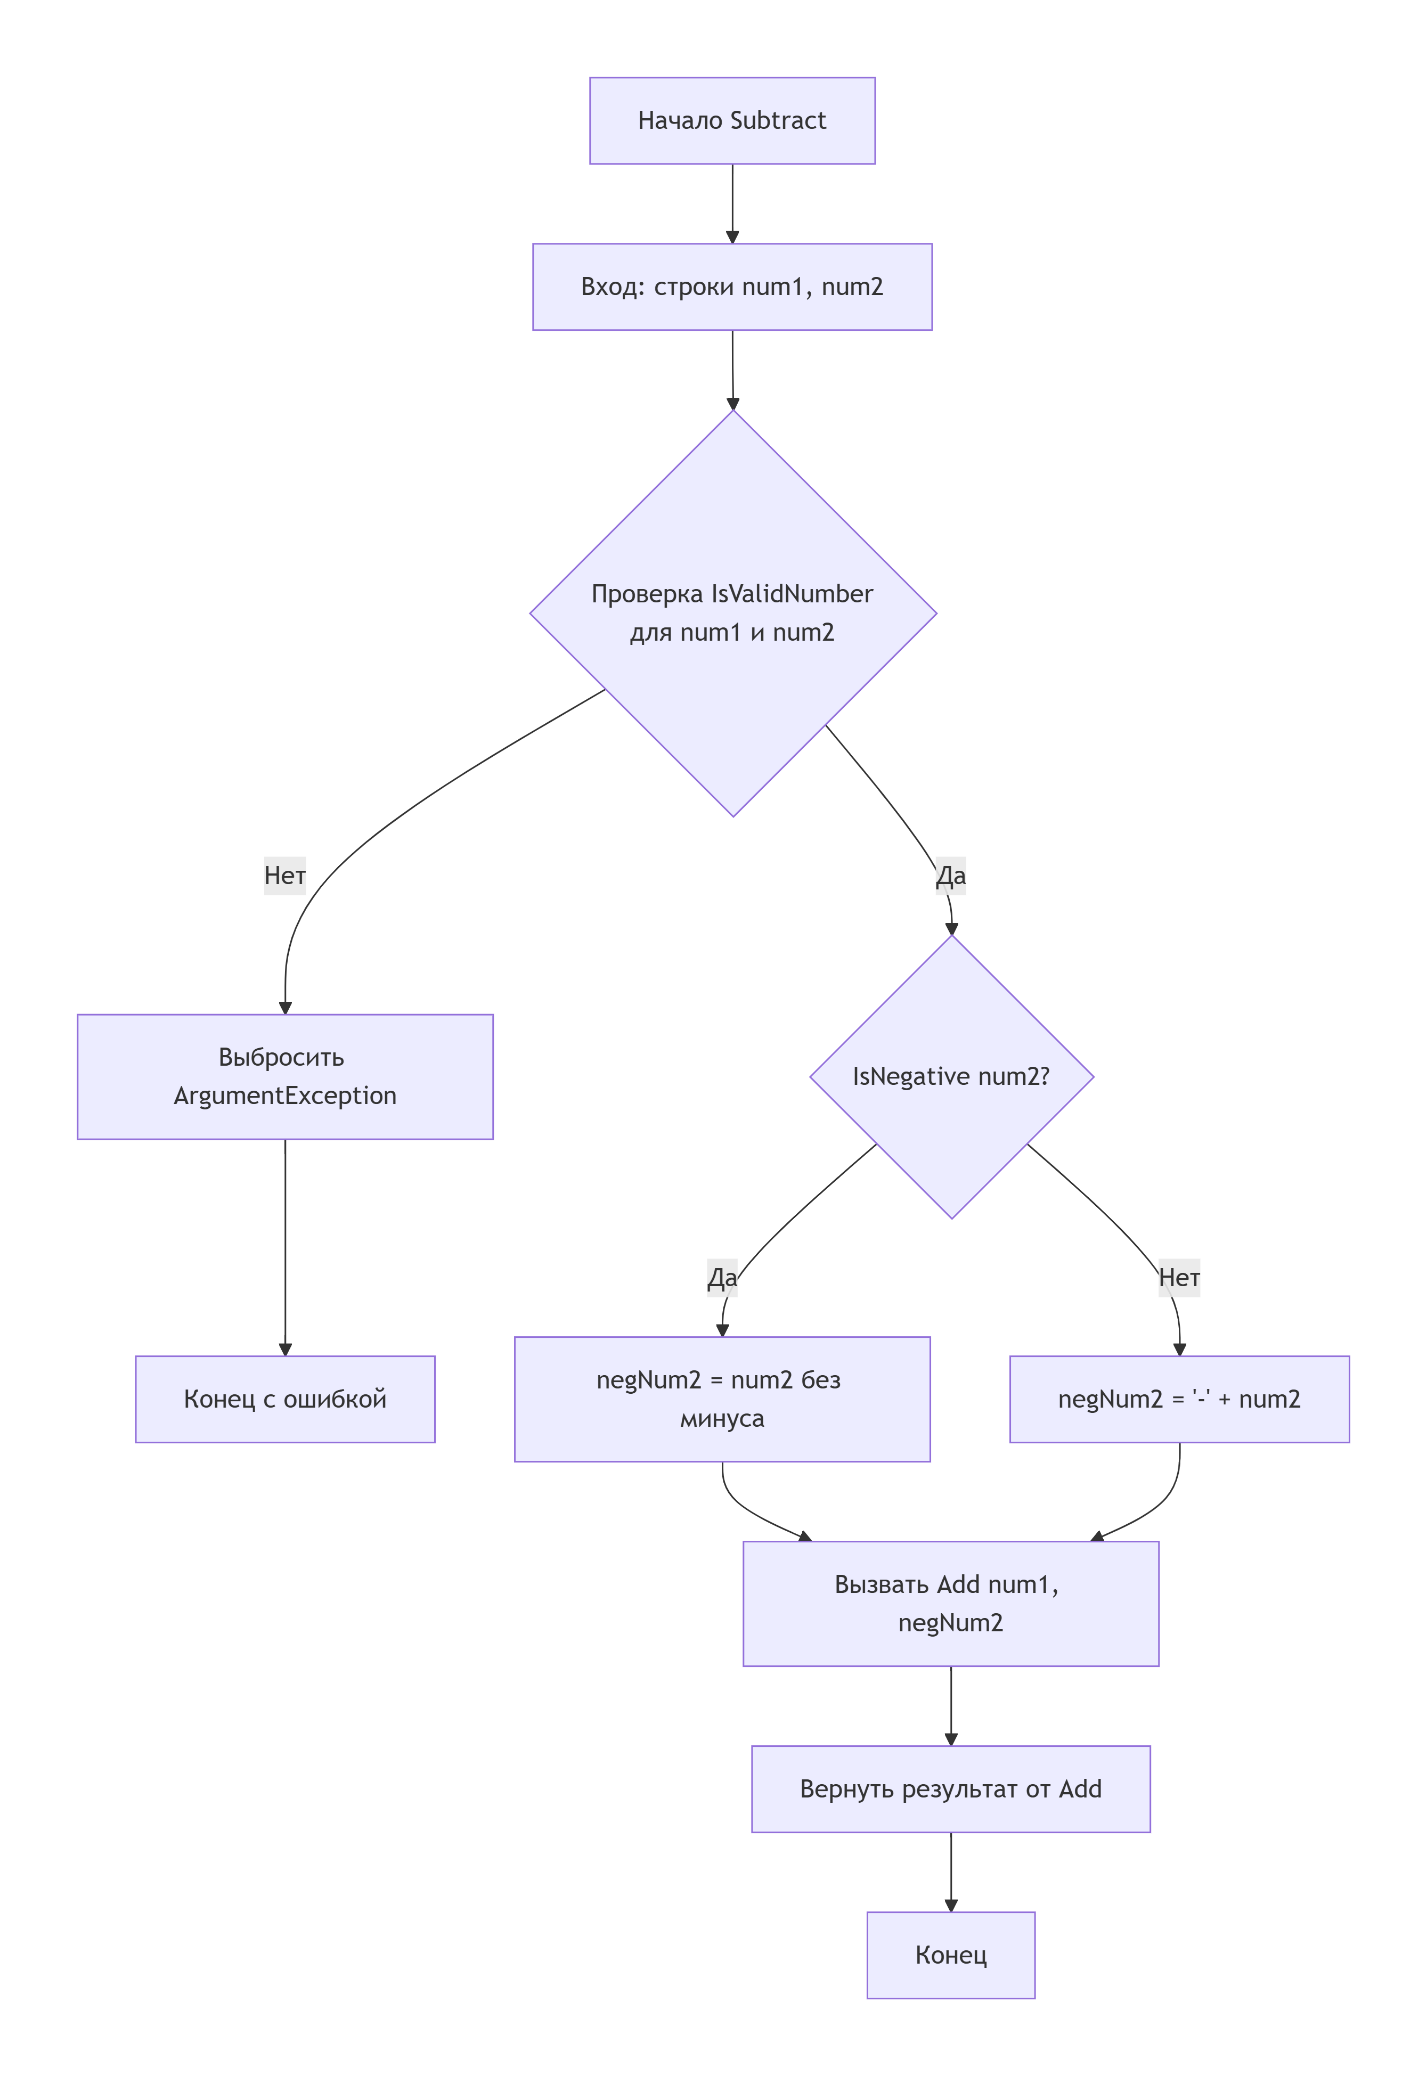 Начало Subtract
Вход: строки num1, num2
Проверка IsValidNumber
для num1 и num2
Нет
Да
Выбросить
ArgumentException
IsNegative num2?
Да
Нет
Конец с ошибкой
negNum2 = num2 без
минуса
negNum2 = '-' + num2
Вызвать Add num1,
negNum2
Вернуть результат от Add
Конец